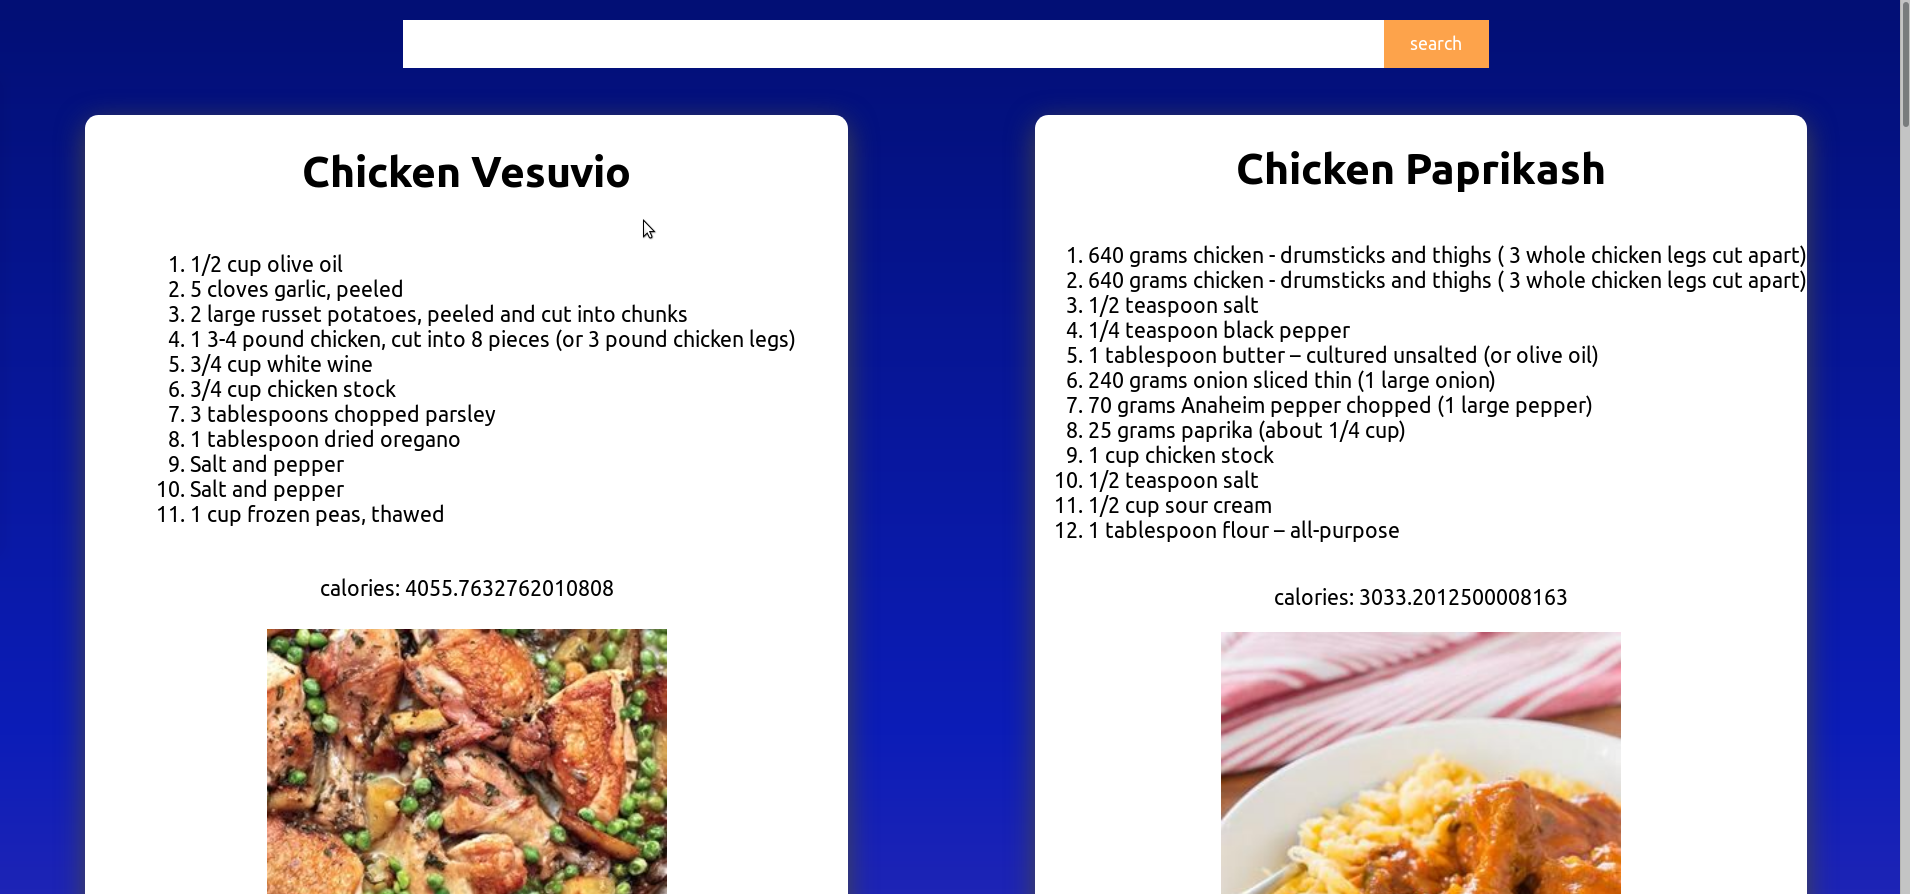 search
Chicken Vesuvio
1. 1/2 cup olive oil
2. 5 cloves garlic, peeled
3. 2 large russet potatoes, peeled and cut into chunks
4. 1 3-4 pound chicken, cut into 8 pieces (or 3 pound chicken legs)
5. 3/4 cup white wine
6. 3/4 cup chicken stock
7. 3 tablespoons chopped parsley
8. 1 tablespoon dried oregano
9. Salt and pepper
10. Salt and pepper
11. 1 cup frozen peas, thawed
calories: 4055.7632762010808
Chicken Paprikash
1. 640 grams chicken - drumsticks and thighs ( 3 whole chicken legs cut apart)
2. 640 grams chicken - drumsticks and thighs ( 3 whole chicken legs cut apart)
3. 1/2 teaspoon salt
4. 1/4 teaspoon black pepper
5. 1 tablespoon butter – cultured unsalted (or olive oil)
6. 240 grams onion sliced thin (1 large onion)
7. 70 grams Anaheim pepper chopped (1 large pepper)
8. 25 grams paprika (about 1/4 cup)
9. 1 cup chicken stock
10. 1/2 teaspoon salt
11. 1/2 cup sour cream
12. 1 tablespoon flour – all-purpose
calories: 3033.2012500008163